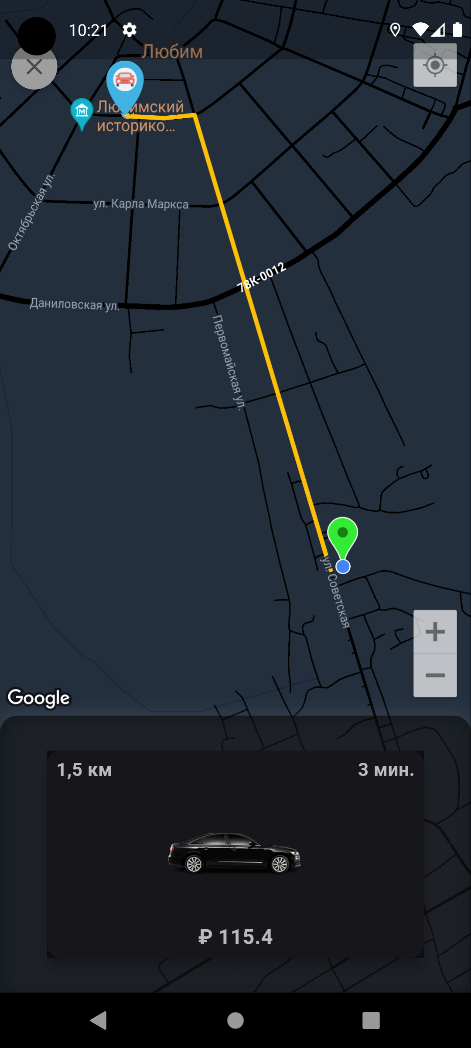 10:21
Любим
Любимский
историко...
Октябрьская ул.
ул. Карла Маркса
78К-0012
Даниловская ул.
Первомайская ул.
ул. Советская
Google
1,5 км
3 мин.
₽ 115.4